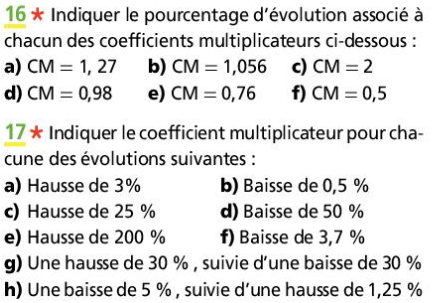 16 * Indiquer le pourcentage d'évolution associé à
chacun des coefficients multiplicateurs ci-dessous :
a) CM = 1, 27 b) CM = 1,056 c) CM = 2
d) CM = 0,98 e) CM = 0,76 f) CM = 0,5
17 * Indiquer le coefficient multiplicateur pour cha-
cune des évolutions suivantes :
a) Hausse de 3% b) Baisse de 0,5 %
c) Hausse de 25 % d) Baisse de 50 %
e) Hausse de 200 % f) Baisse de 3,7 %
g) Une hausse de 30 % , suivie d'une baisse de 30 %
h) Une baisse de 5 % , suivie d'une hausse de 1,25 %